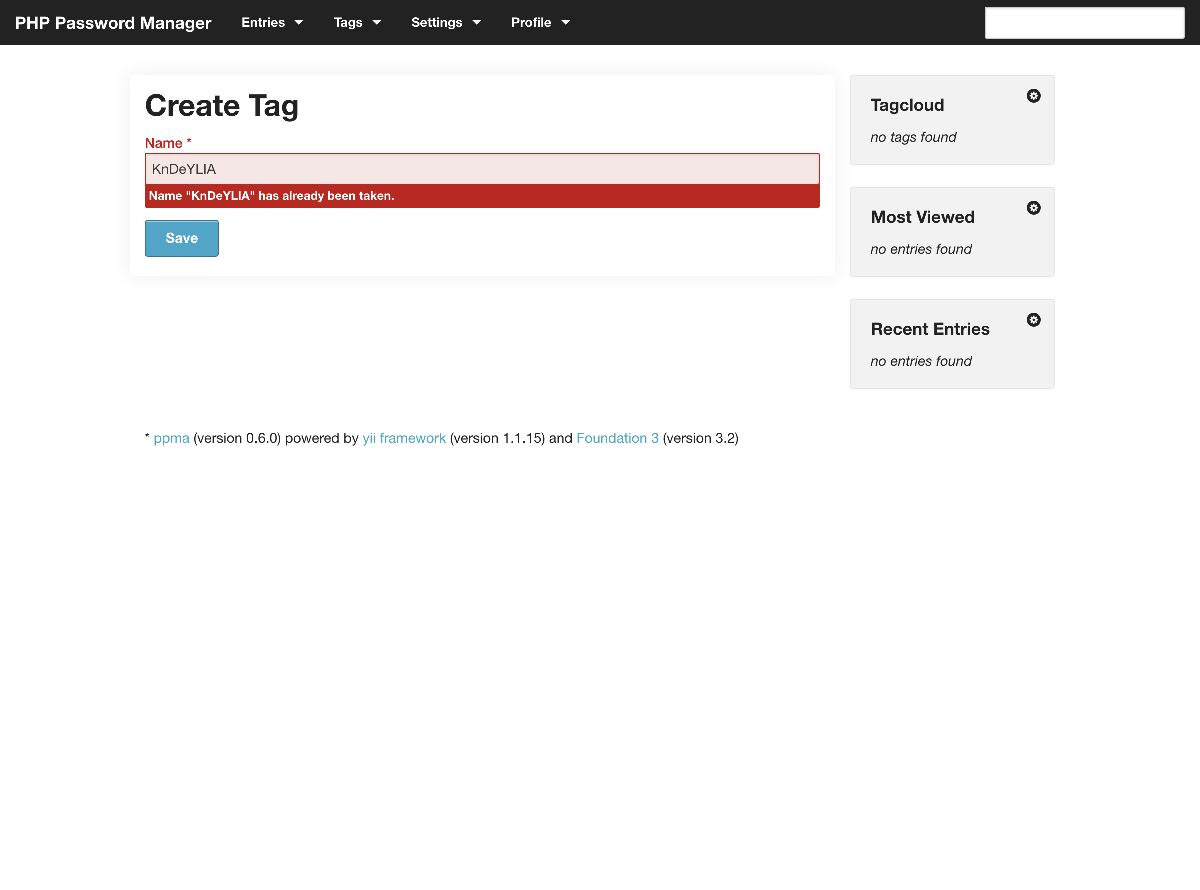 PHP Password Manager Entries Tags Settings Profile
Create Tag
Name *
KnDeYLIA
Name "KnDeYLIA" has already been taken.
Save
Tagcloud
no tags found
Most Viewed
no entries found
Recent Entries
no entries found
* ppma (version 0.6.0) powered by yii framework (version 1.1.15) and Foundation 3 (version 3.2)